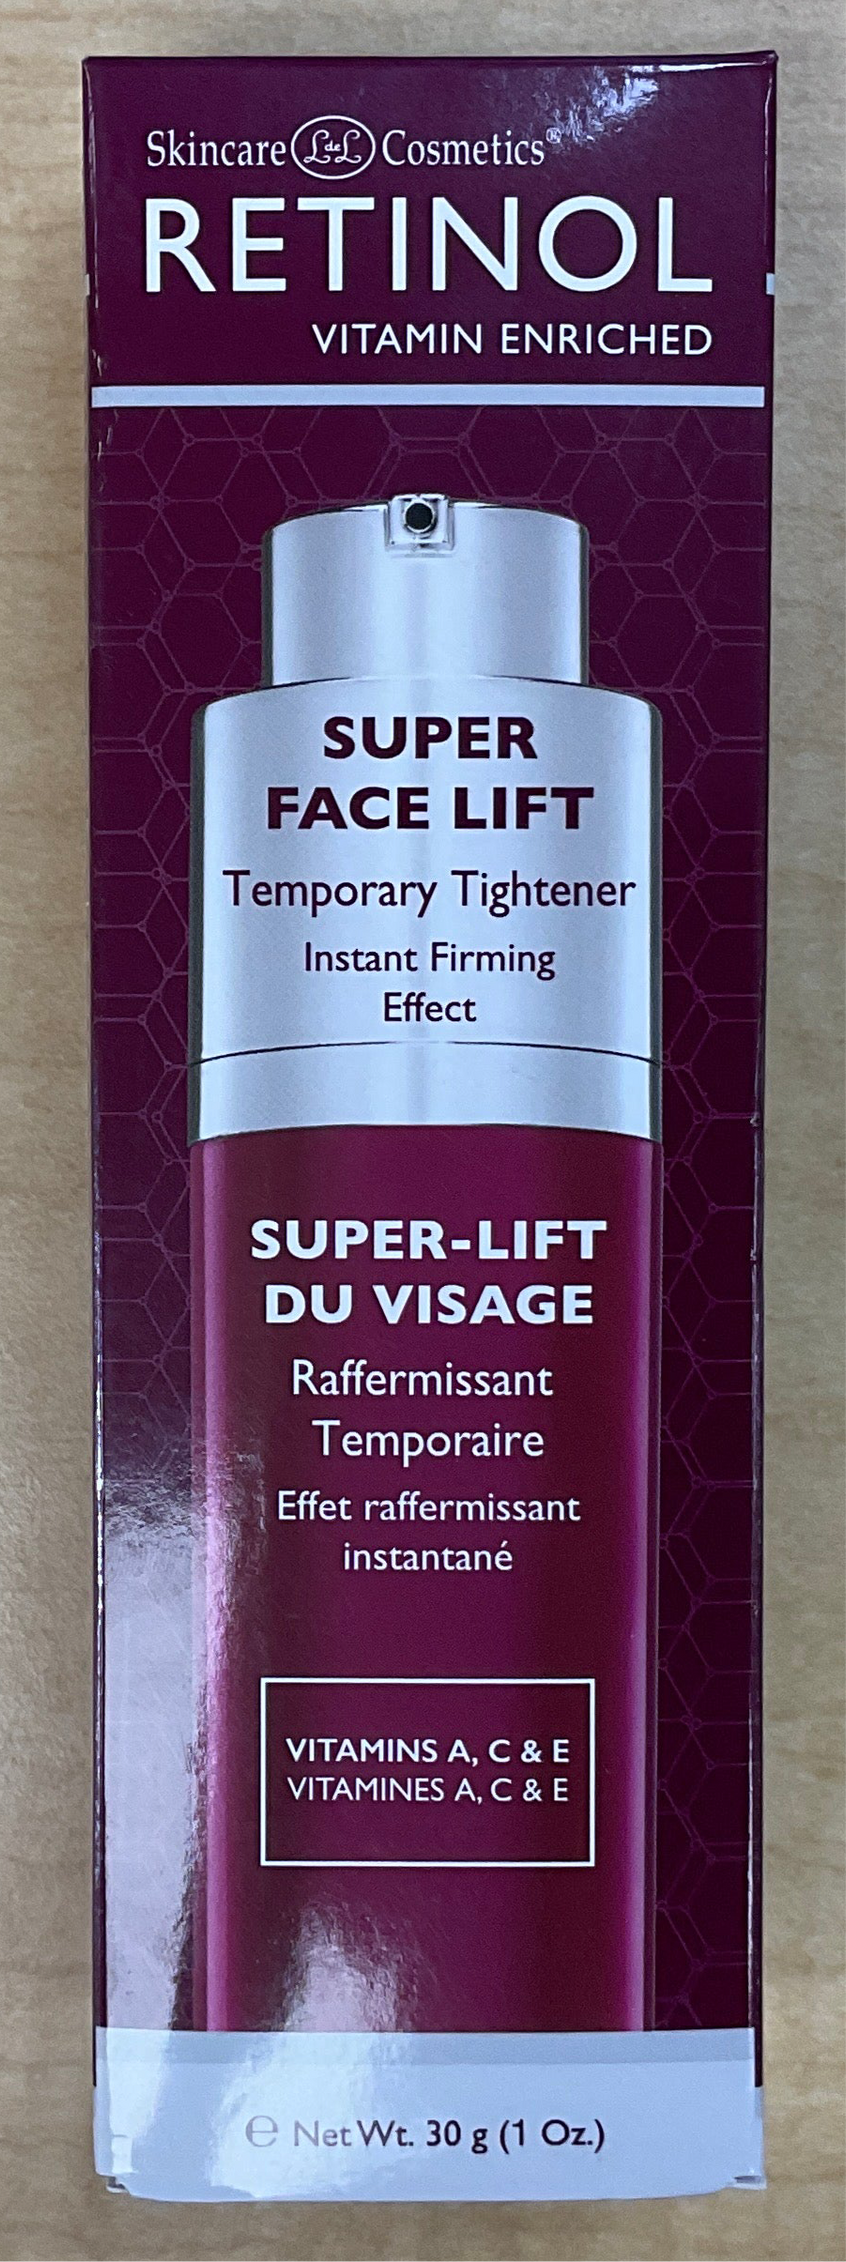 Skincare LdeL Cosmetics®
RETINOL
VITAMIN ENRICHED
SUPER
FACE LIFT
Temporary Tightener
Instant Firming
Effect
SUPER-LIFT
DU VISAGE
Raffermissant
Temporaire
Effet raffermissant
instantané
VITAMINS A, C & E
VITAMINES A, C & E
℮ Net Wt. 30 g (1 Oz.)